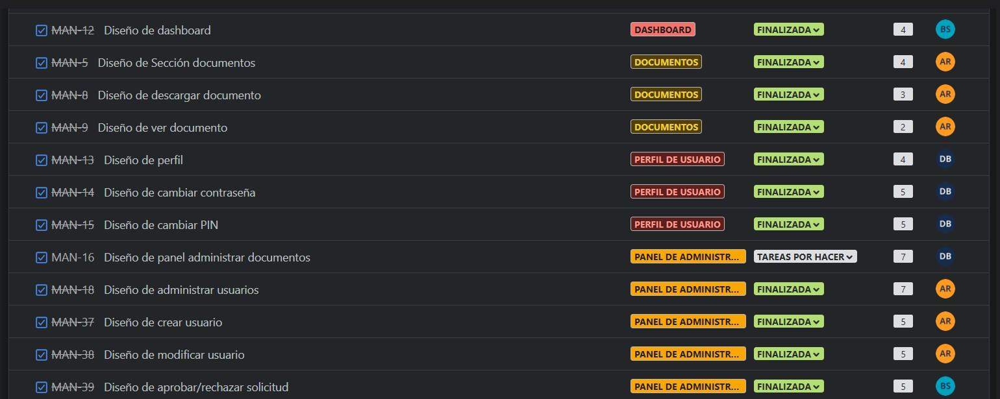 MAN-12 Diseño de dashboard DASHBOARD FINALIZADA 4 BS
MAN-5 Diseño de Sección documentos DOCUMENTOS FINALIZADA 4 AR
MAN-8 Diseño de descargar documento DOCUMENTOS FINALIZADA 3 AR
MAN-9 Diseño de ver documento DOCUMENTOS FINALIZADA 2 AR
MAN-13 Diseño de perfil PERFIL DE USUARIO FINALIZADA 4 DB
MAN-14 Diseño de cambiar contraseña PERFIL DE USUARIO FINALIZADA 5 DB
MAN-15 Diseño de cambiar PIN PERFIL DE USUARIO FINALIZADA 5 DB
MAN-16 Diseño de panel administrar documentos PANEL DE ADMINISTR... TAREAS POR HACER 7 DB
MAN-18 Diseño de administrar usuarios PANEL DE ADMINISTR... FINALIZADA 7 AR
MAN-37 Diseño de crear usuario PANEL DE ADMINISTR... FINALIZADA 5 AR
MAN-38 Diseño de modificar usuario PANEL DE ADMINISTR... FINALIZADA 5 AR
MAN-39 Diseño de aprobar/rechazar solicitud PANEL DE ADMINISTR... FINALIZADA 5 BS